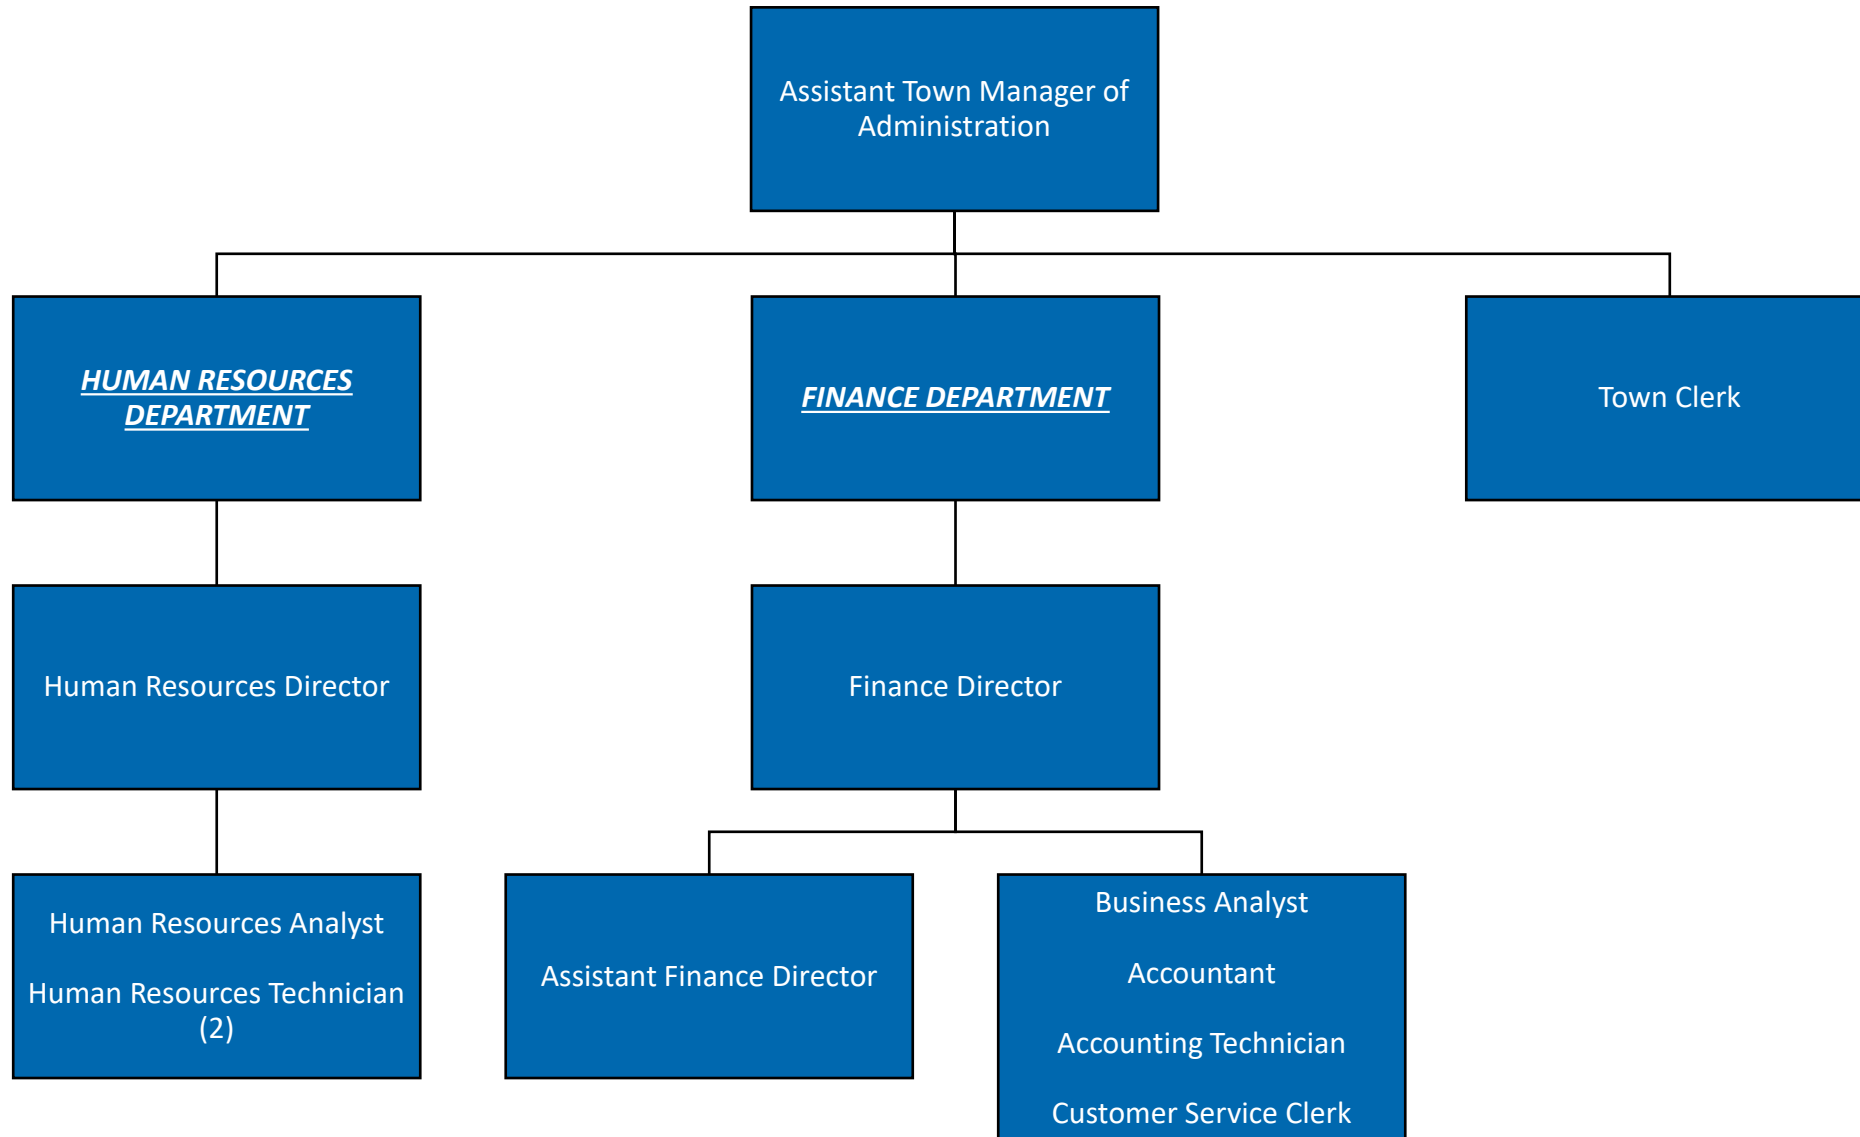 Assistant Town Manager of
Administration
HUMAN RESOURCES
DEPARTMENT
FINANCE DEPARTMENT
Town Clerk
Human Resources Director
Finance Director
Human Resources Analyst
Human Resources Technician
(2)
Assistant Finance Director
Business Analyst
Accountant
Accounting Technician
Customer Service Clerk